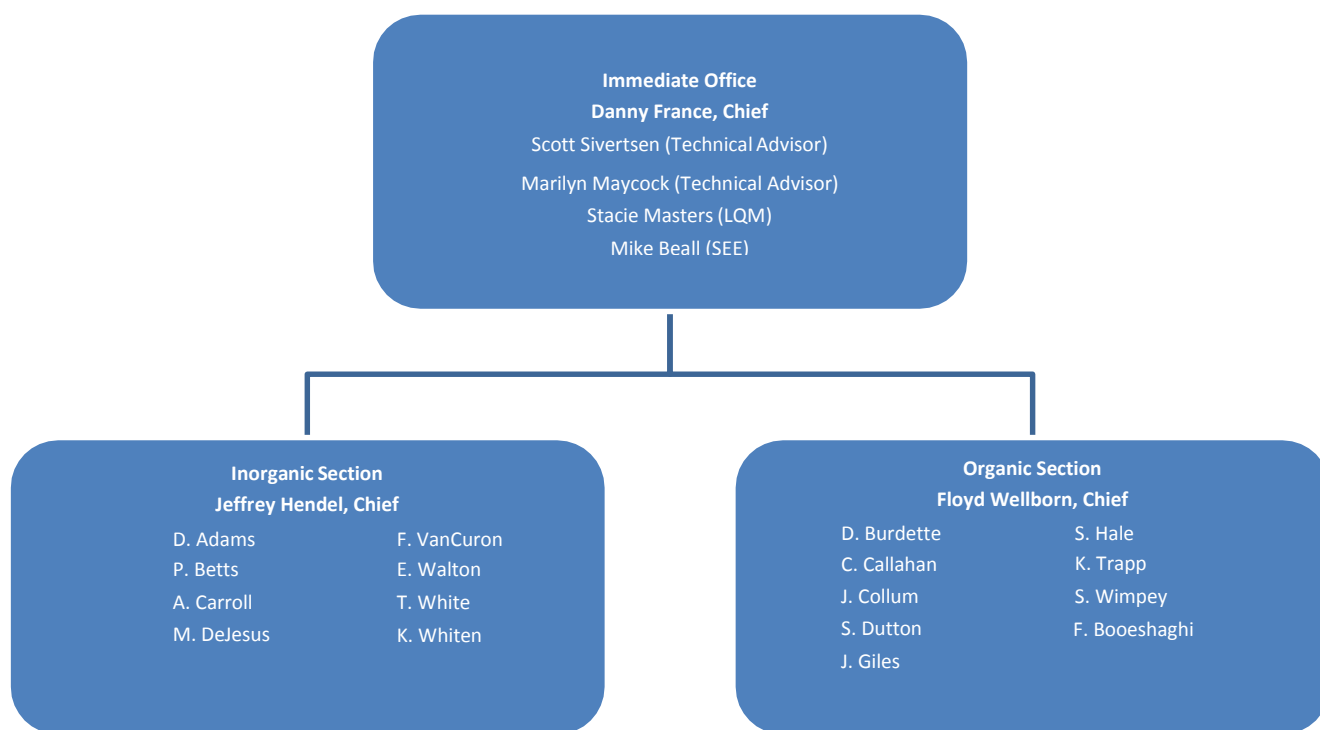 Immediate Office
Danny France, Chief
Scott Sivertsen (Technical Advisor)
Marilyn Maycock (Technical Advisor)
Stacie Masters (LQM)
Mike Beall (SEE)
Inorganic Section
Jeffrey Hendel, Chief
D. Adams
P. Betts
A. Carroll
M. DeJesus
F. VanCuron
E. Walton
T. White
K. Whiten
Organic Section
Floyd Wellborn, Chief
D. Burdette
C. Callahan
J. Collum
S. Dutton
J. Giles
S. Hale
K. Trapp
S. Wimpey
F. Booeshaghi